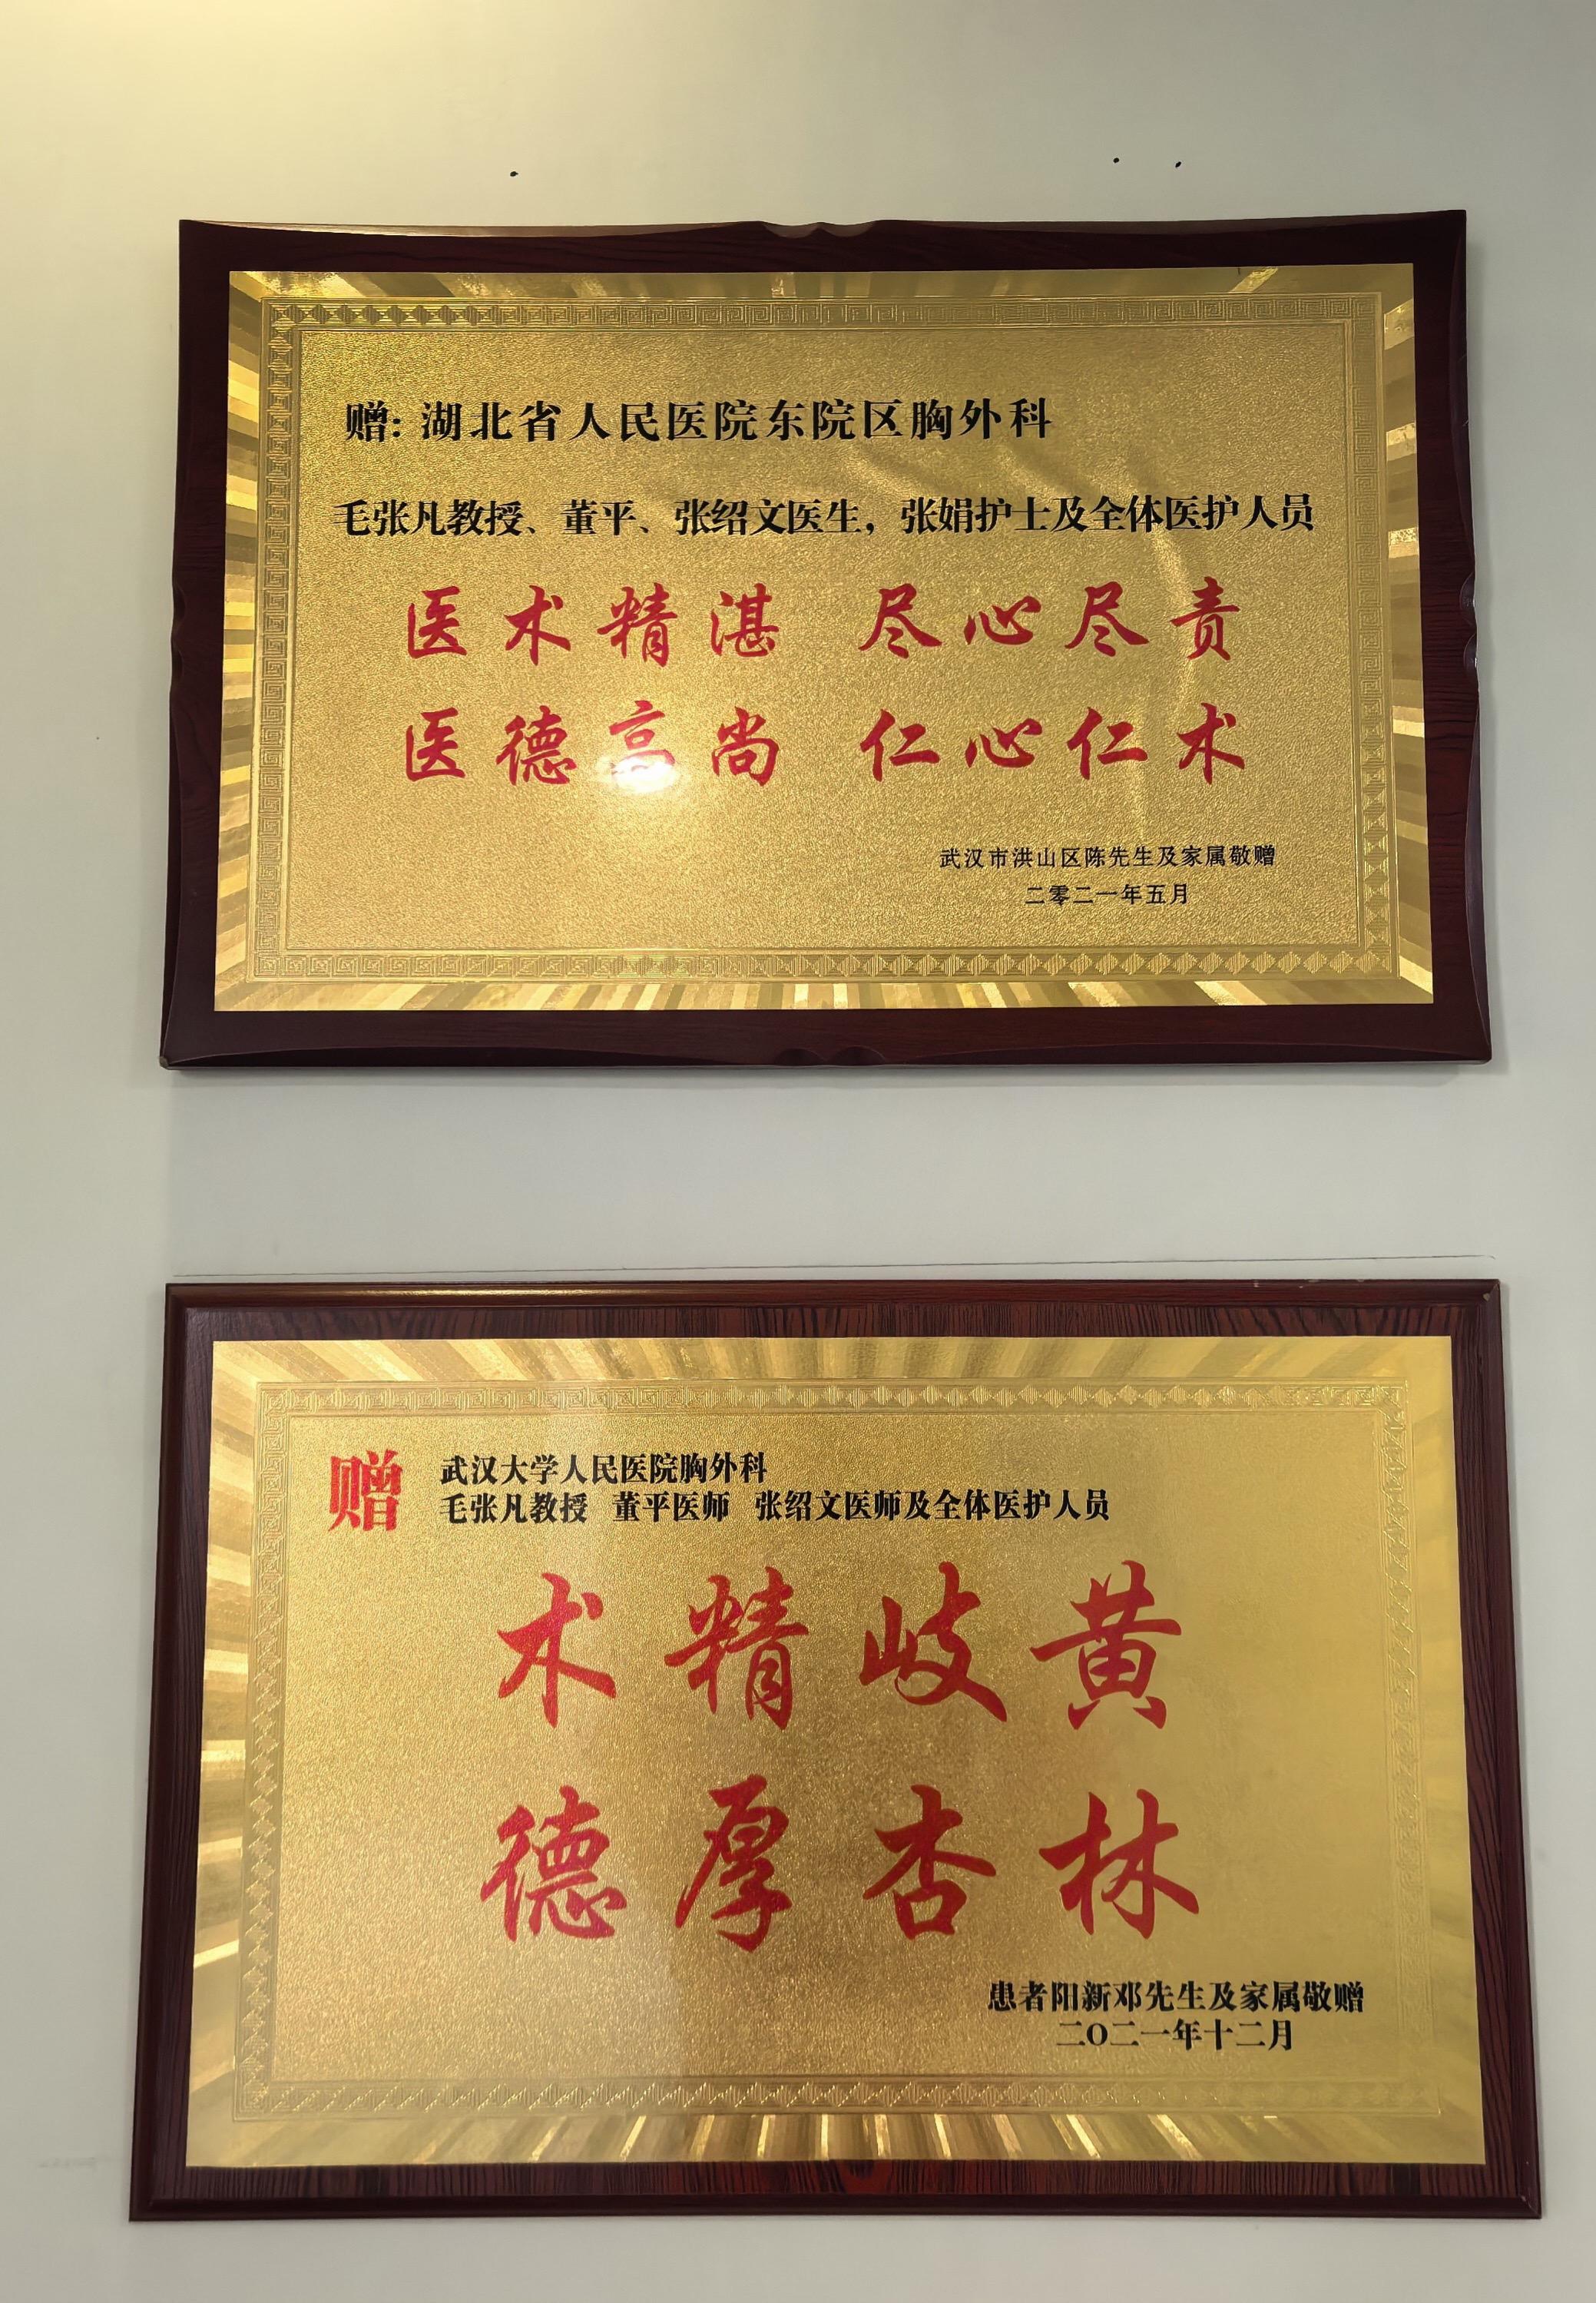 赠: 湖北省人民医院东院区胸外科
毛张凡教授、董平、张绍文医生，张娟护士及全体医护人员
医术精湛 尽心尽责
医德高尚 仁心仁术
武汉市洪山区陈先生及家属敬赠
二零二一年五月
赠 武汉大学人民医院胸外科
毛张凡教授 董平医师 张绍文医师及全体医护人员
术精岐黄
德厚杏林
患者阳新邓先生及家属敬赠
二O二一年十二月